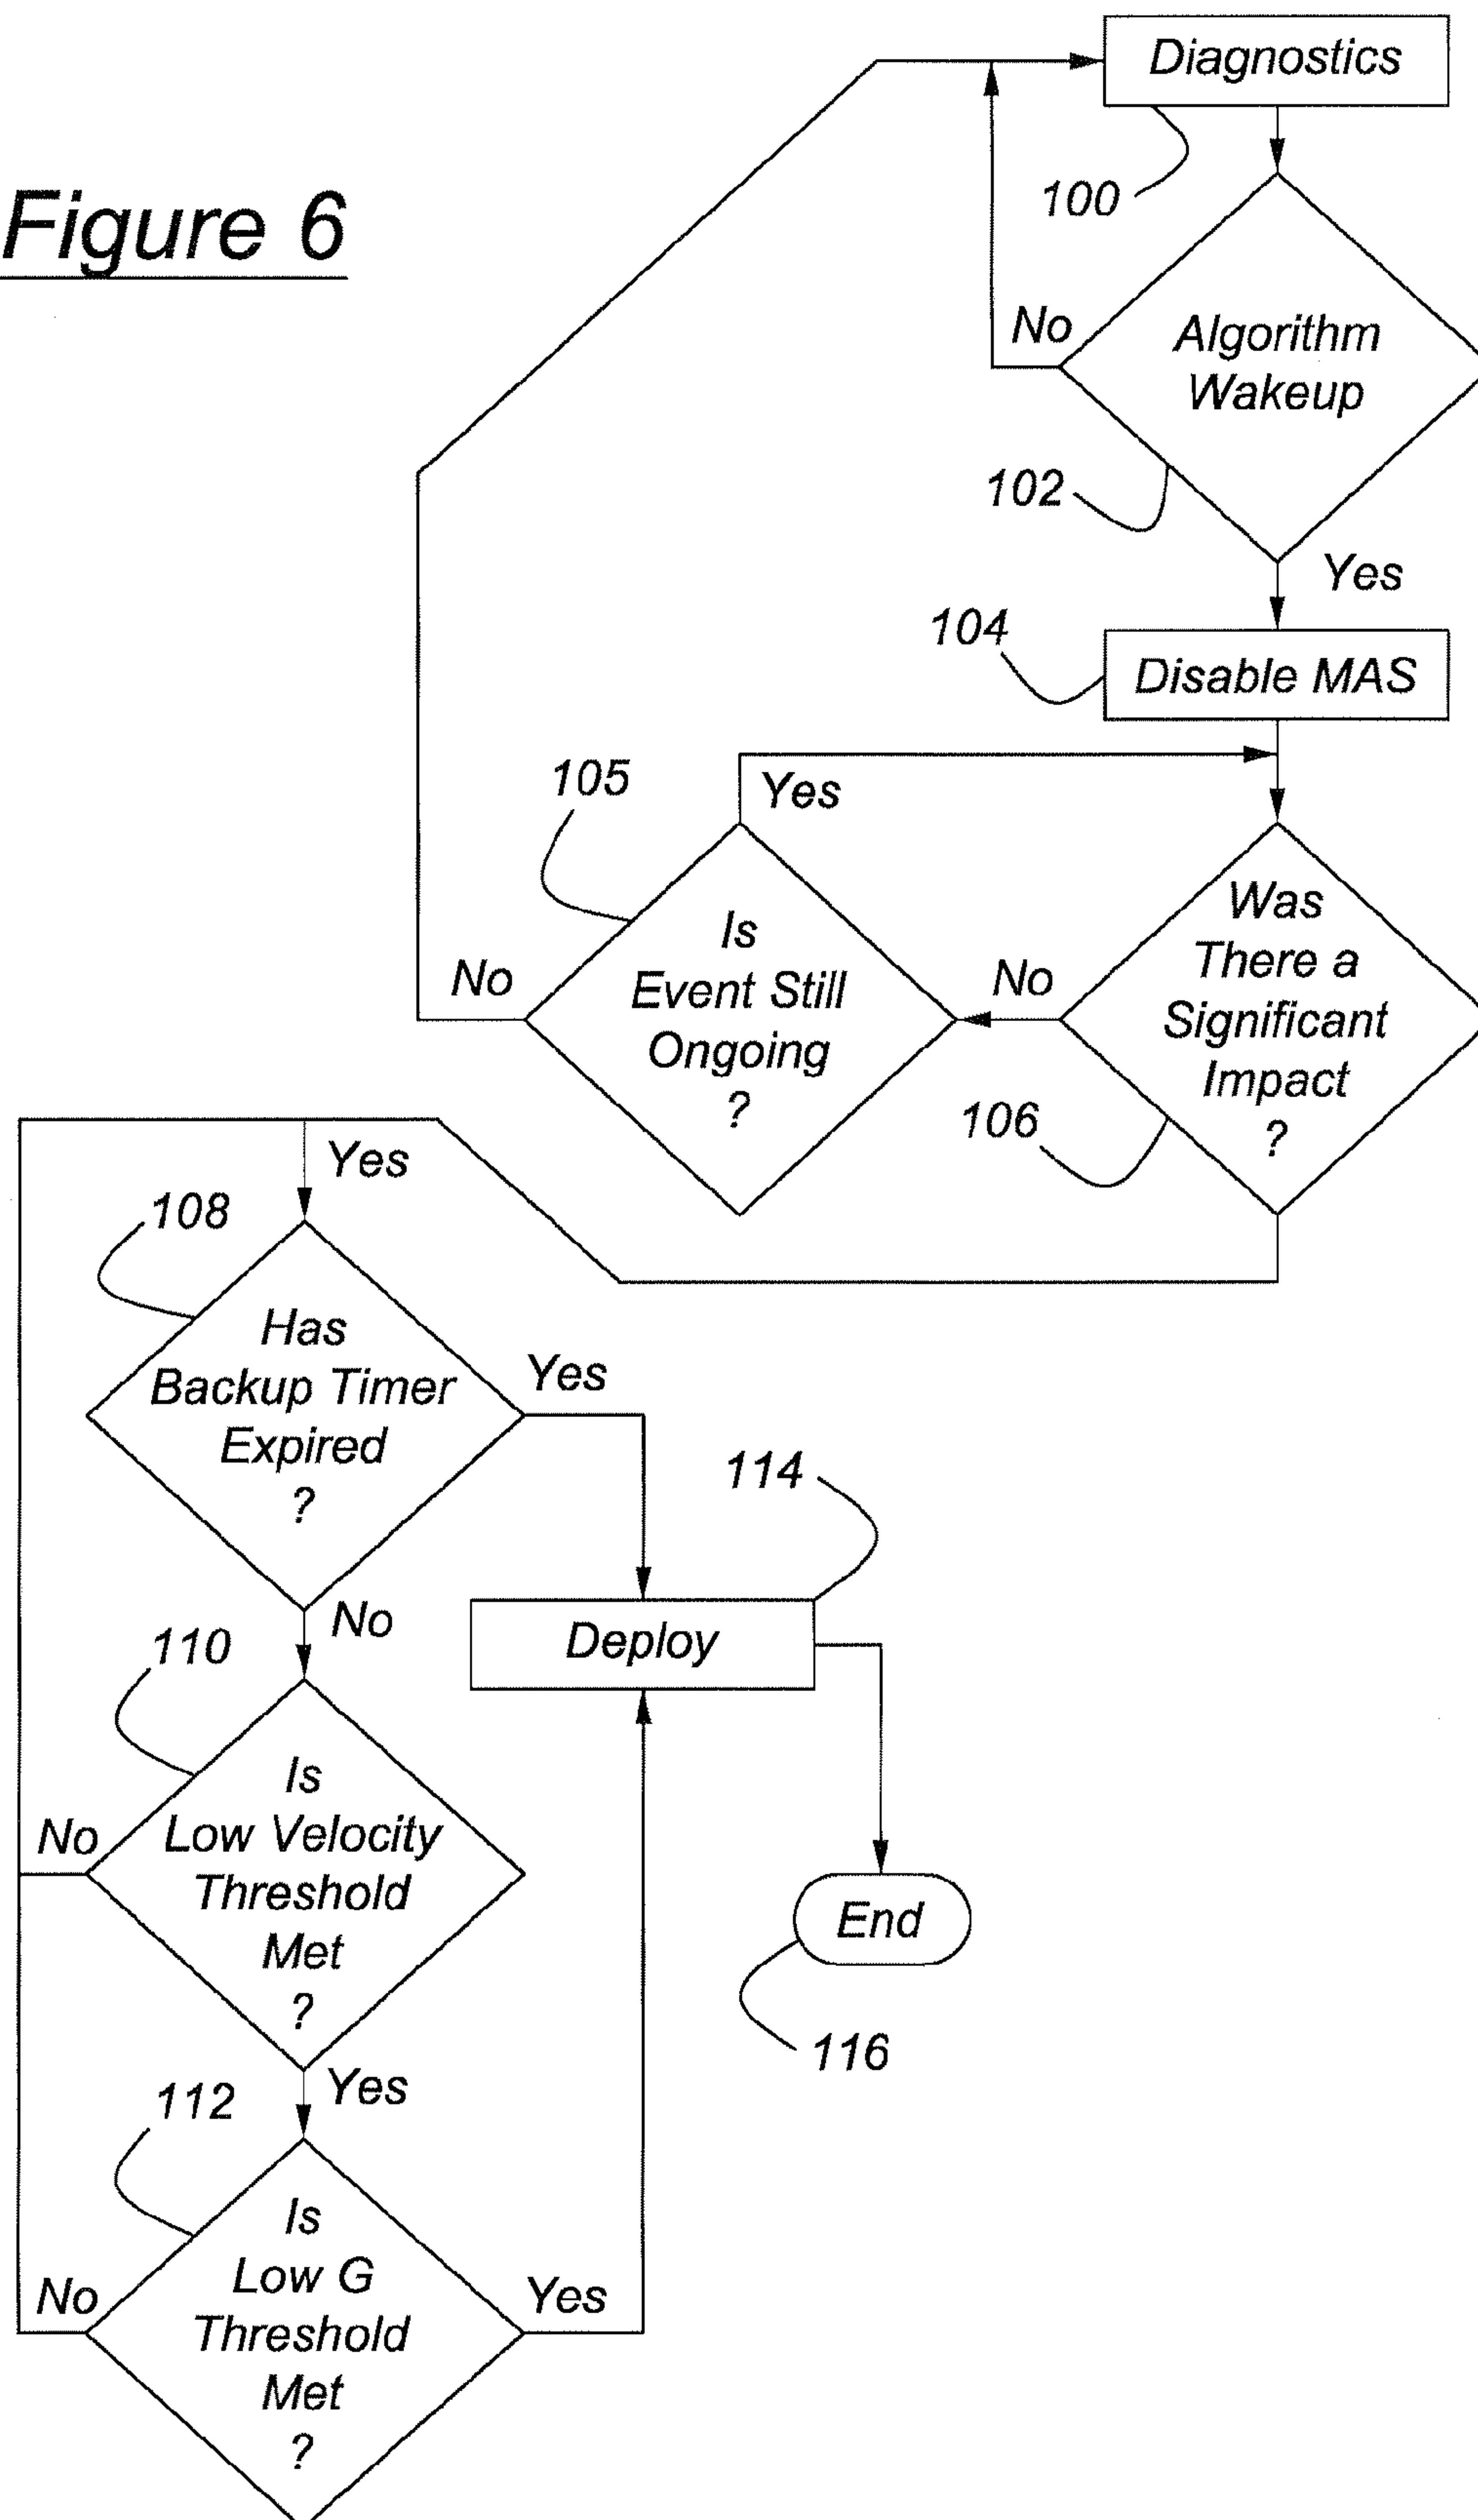 Figure 6
Diagnostics
100
No
Algorithm
Wakeup
102
Yes
104
Disable MAS
105
Yes
Is
Event Still
Ongoing
?
No
No
Was
There a
Significant
Impact
?
106
Yes
108
Has
Backup Timer
Expired
?
Yes
114
No
Deploy
110
Is
Low Velocity
Threshold
Met
?
No
End
116
Yes
112
Is
Low G
Threshold
Met
?
No
Yes